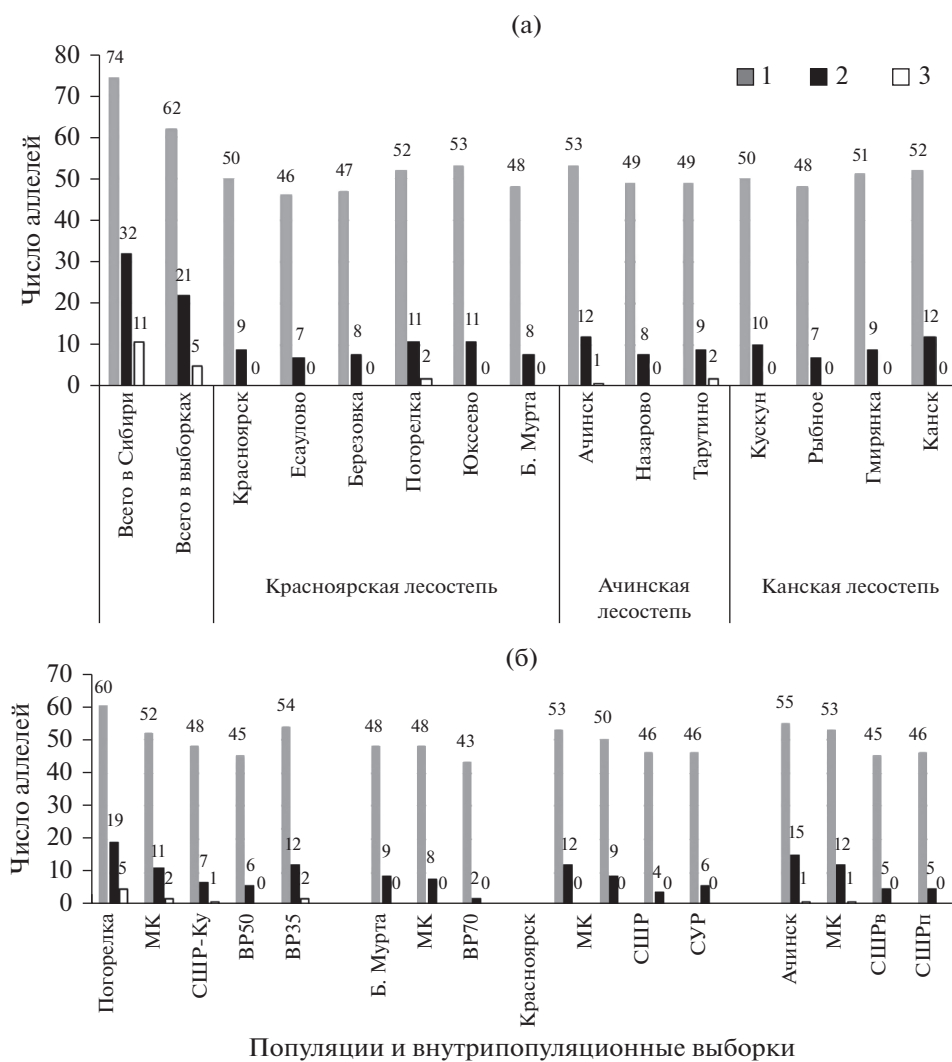 (а)
Число аллелей
80
70
60
50
40
30
20
10
0
1 2 3
74 32 11
62 21 5
50 9 0
46 7 0
47 8 0
52 11 2
53 11 0
48 8 0
53 12 1
49 8 0
49 9 2
50 10 0
48 7 0
51 9 0
52 12 0
Всего в Сибири
Всего в выборках
Красноярск
Есаулово
Березовка
Погорелка
Юксеево
Б. Мурта
Ачинск
Назарово
Тарутино
Кускун
Рыбное
Гмирянка
Канск
Красноярская лесостепь
Ачинская
лесостепь
Канская лесостепь
(б)
Число аллелей
70
60
50
40
30
20
10
0
60 19 5
52 11 2
48 7 1
45 6 0
54 12 2
48 9 0
48 8 0
43 2 0
53 12 0
50 9 0
46 4 0
46 6 0
55 15 1
53 12 1
45 5 0
46 5 0
Погорелка
МК
СШР-Ку
ВР50
ВР35
Б. Мурта
МК
ВР70
Красноярск
МК
СШР
СУР
Ачинск
МК
СШРв
СШРп
Популяции и внутрипопуляционные выборки